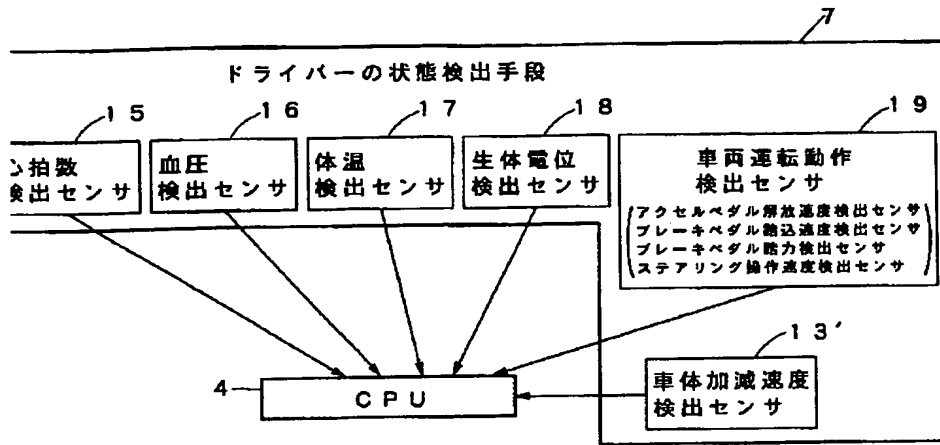 7
ドライバーの状態検出手段
15
16
17
18
19
心拍数
検出センサ
血圧
検出センサ
体温
検出センサ
生体電位
検出センサ
車両運転動作
検出センサ
(アクセルペダル解放速度検出センサ
ブレーキペダル踏込速度検出センサ
ブレーキペダル踏力検出センサ
ステアリング操作速度検出センサ)
13′
4
CPU
車体加減速度
検出センサ